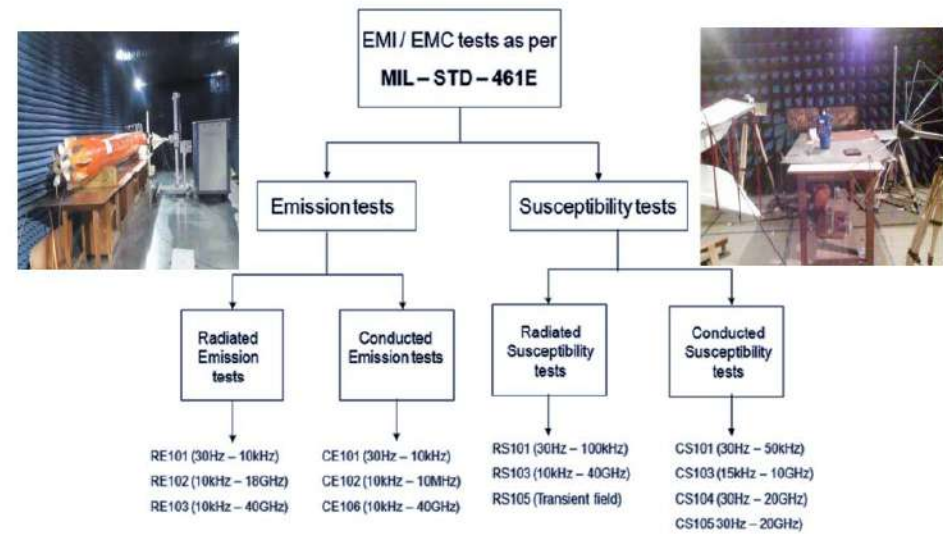 EMI / EMC tests as per
MIL – STD – 461E
Emission tests
Susceptibility tests
Radiated
Emission
tests
Conducted
Emission tests
Radiated
Susceptibility
tests
Conducted
Susceptibility
tests
RE101 (30Hz – 10kHz)
RE102 (10kHz – 18GHz)
RE103 (10kHz – 40GHz)
CE101 (30Hz – 10kHz)
CE102 (10kHz – 10MHz)
CE106 (10kHz – 40GHz)
RS101 (30Hz – 100kHz)
RS103 (10kHz – 40GHz)
RS105 (Transient field)
CS101 (30Hz – 50kHz)
CS103 (15kHz – 10GHz)
CS104 (30Hz – 20GHz)
CS105 30Hz – 20GHz)